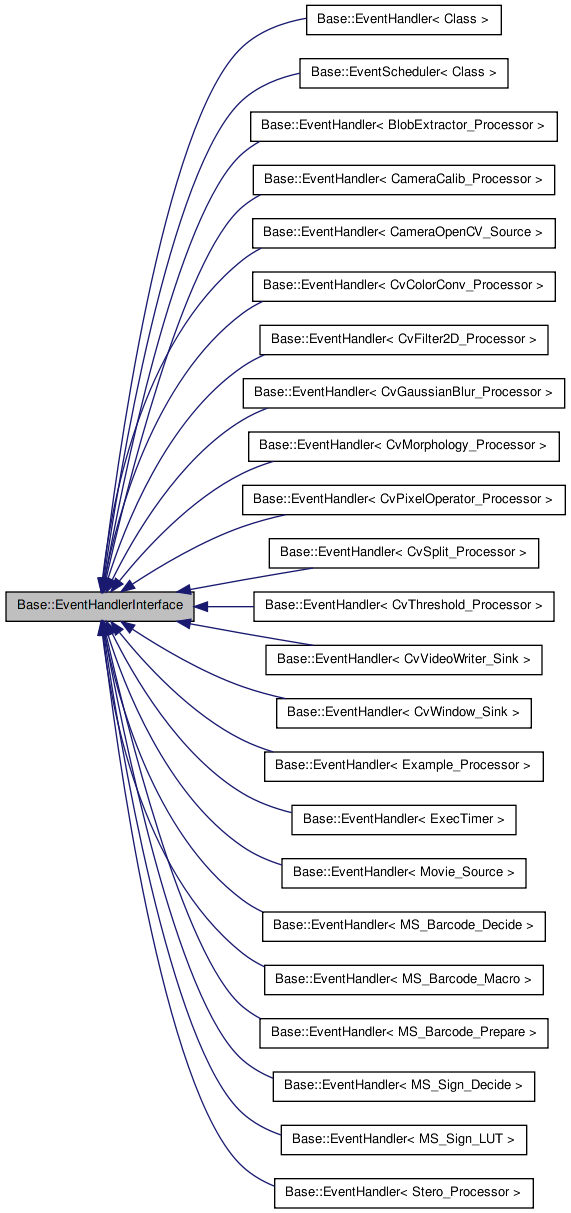 Base::EventHandler< Class >
Base::EventScheduler< Class >
Base::EventHandler< BlobExtractor_Processor >
Base::EventHandler< CameraCalib_Processor >
Base::EventHandler< CameraOpenCV_Source >
Base::EventHandler< CvColorConv_Processor >
Base::EventHandler< CvFilter2D_Processor >
Base::EventHandler< CvGaussianBlur_Processor >
Base::EventHandler< CvMorphology_Processor >
Base::EventHandler< CvPixelOperator_Processor >
Base::EventHandler< CvSplit_Processor >
Base::EventHandlerInterface
Base::EventHandler< CvThreshold_Processor >
Base::EventHandler< CvVideoWriter_Sink >
Base::EventHandler< CvWindow_Sink >
Base::EventHandler< Example_Processor >
Base::EventHandler< ExecTimer >
Base::EventHandler< Movie_Source >
Base::EventHandler< MS_Barcode_Decide >
Base::EventHandler< MS_Barcode_Macro >
Base::EventHandler< MS_Barcode_Prepare >
Base::EventHandler< MS_Sign_Decide >
Base::EventHandler< MS_Sign_LUT >
Base::EventHandler< Stero_Processor >